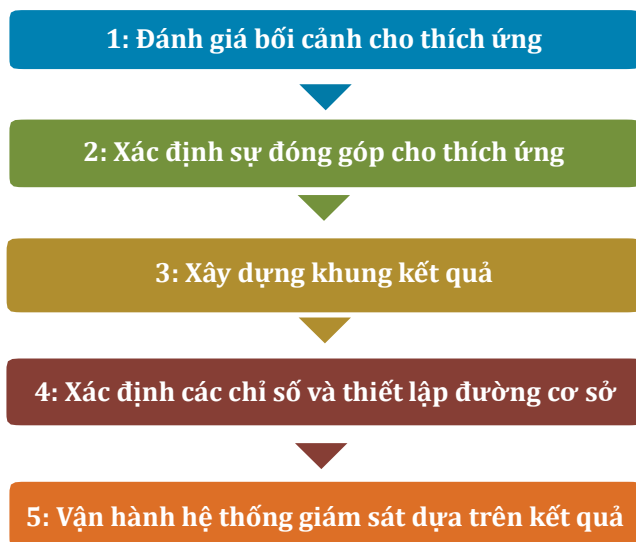 1: Đánh giá bối cảnh cho thích ứng
2: Xác định sự đóng góp cho thích ứng
3: Xây dựng khung kết quả
4: Xác định các chỉ số và thiết lập đường cơ sở
5: Vận hành hệ thống giám sát dựa trên kết quả